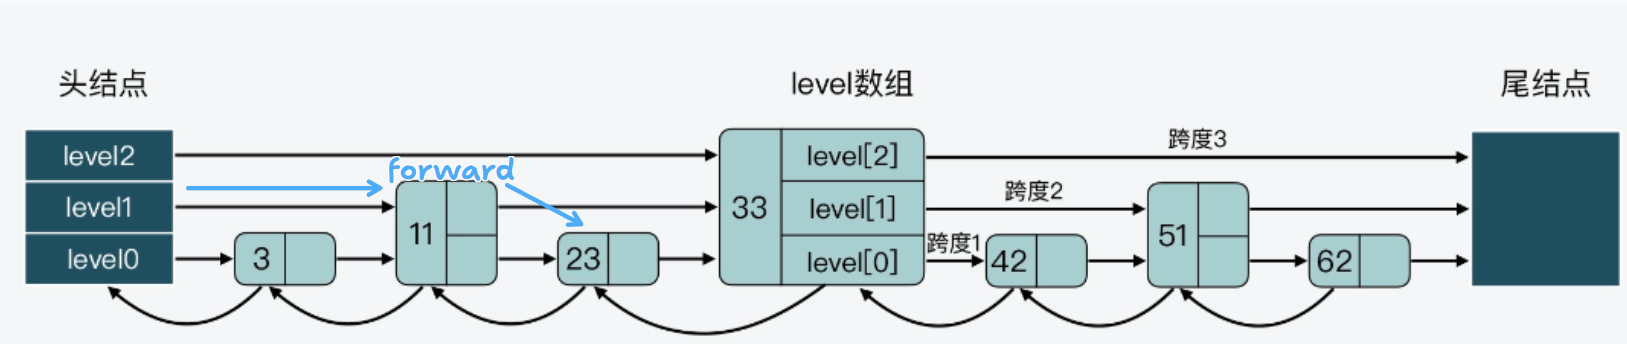 头结点
level数组
尾结点
level2
level1
level0
forward
3
11
23
33
level[2]
level[1]
level[0]
跨度3
跨度2
跨度1
42
51
62